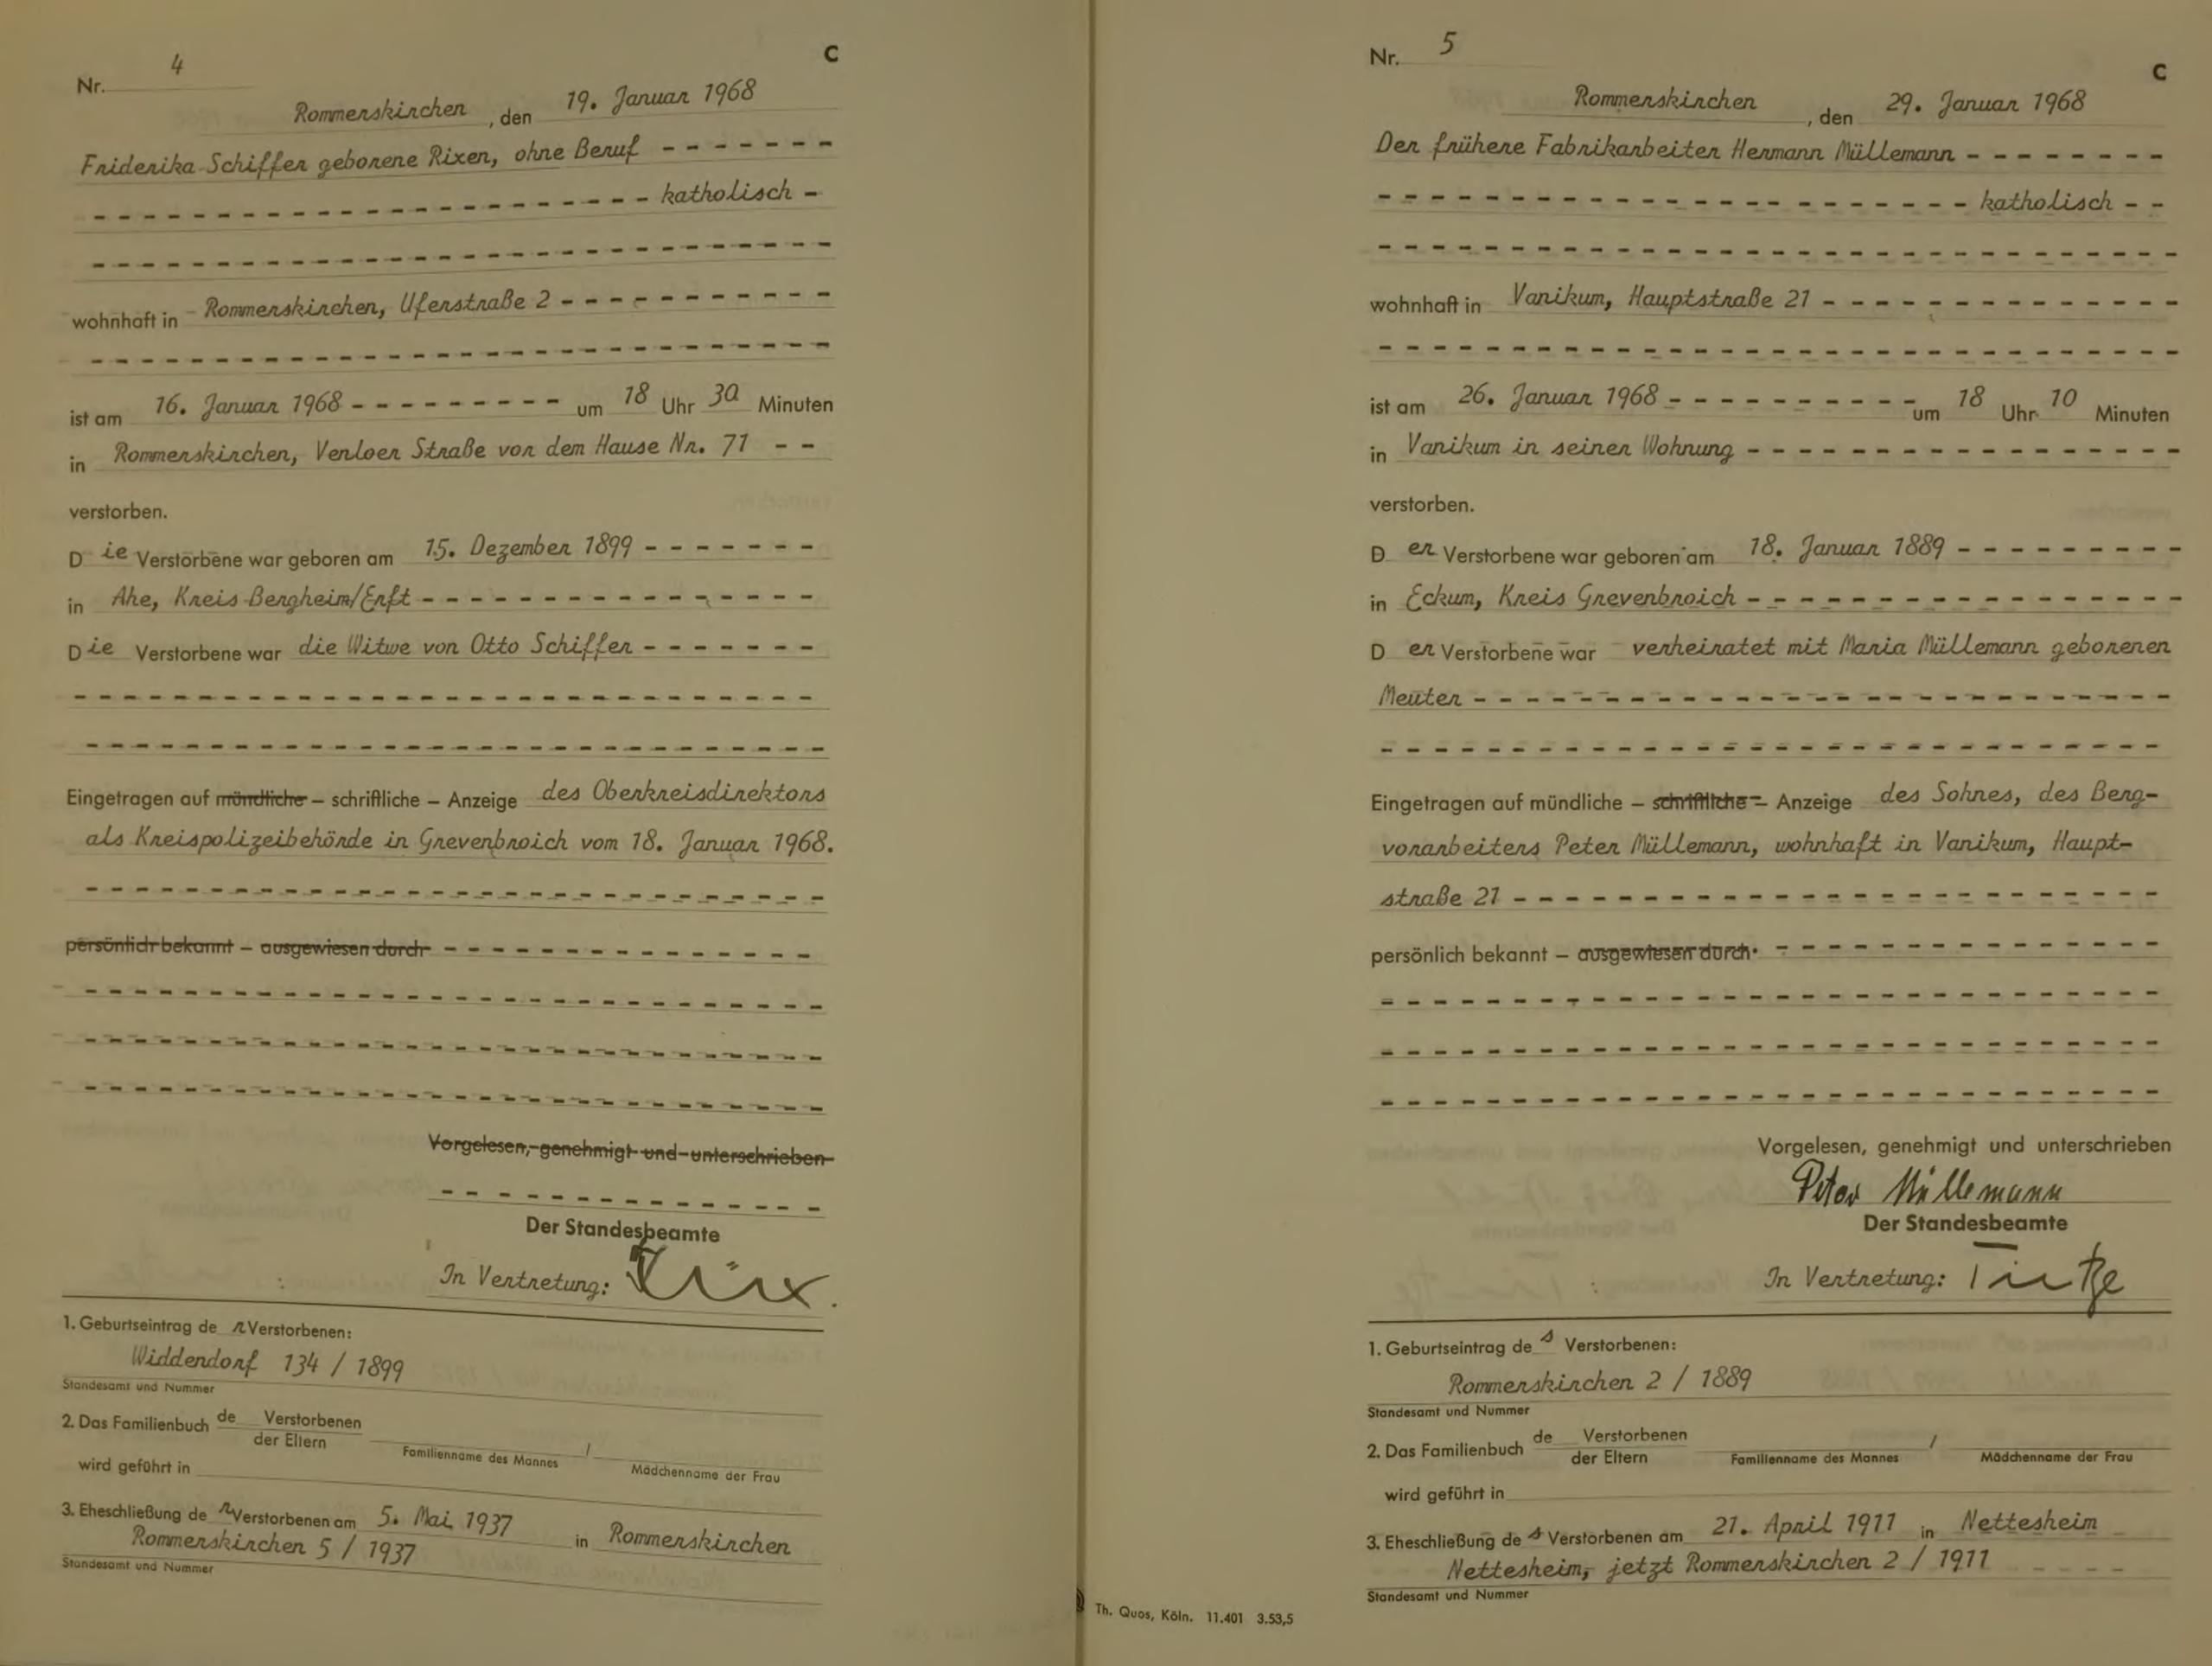 Nr. 4
C
Rommerskirchen, den 19. Januar 1968
Friderika Schiffer geborene Rixen, ohne Beruf - - - - - - -
- - - - - - - - - - - - - - - - - - - - - - - katholisch -
wohnhaft in Rommerskirchen, Uferstraße 2 - - - - - - - - - - -
ist am 16. Januar 1968 - - - - - - - - - um 18 Uhr 30 Minuten
in Rommerskirchen, Venloer Straße vor dem Hause Nr. 71 - -
verstorben.
Die Verstorbene war geboren am 15. Dezember 1899 - - - - - - -
in Ahe, Kreis Bergheim/Erft - - - - - - - - - - - - - - - -
Die Verstorbene war die Witwe von Otto Schiffer - - - - - - -
Eingetragen auf mündliche – schriftliche – Anzeige des Oberkreisdirektors
als Kreispolizeibehörde in Grevenbroich vom 18. Januar 1968.
persönlich bekannt – ausgewiesen durch - - - - - - - - - - - - - - -
Vorgelesen, genehmigt und unterschrieben
Der Standesbeamte
In Vertretung:
1. Geburtseintrag der Verstorbenen:
Widdendorf 134 / 1899
Standesamt und Nummer
2. Das Familienbuch de Verstorbenen
der Eltern
Familienname des Mannes / Mädchenname der Frau
wird geführt in
3. Eheschließung der Verstorbenen am 5. Mai 1937 in Rommerskirchen
Rommerskirchen 5 / 1937
Standesamt und Nummer
Nr. 5
C
Rommerskirchen, den 29. Januar 1968
Der frühere Fabrikarbeiter Hermann Müllemann - - - - - - - -
- - - - - - - - - - - - - - - - - - - - - - - katholisch - -
wohnhaft in Vanikum, Hauptstraße 21 - - - - - - - - - - - - - -
ist am 26. Januar 1968 - - - - - - - - - - um 18 Uhr 10 Minuten
in Vanikum in seiner Wohnung - - - - - - - - - - - - - - - - -
verstorben.
Der Verstorbene war geboren am 18. Januar 1889 - - - - - - - - -
in Eckum, Kreis Grevenbroich - - - - - - - - - - - - - - - - -
Der Verstorbene war verheiratet mit Maria Müllemann geborenen
Meuter - - - - - - - - - - - - - - - - - - - - - - - - - - -
Eingetragen auf mündliche – schriftliche – Anzeige des Sohnes, des Berg-
vorarbeiters Peter Müllemann, wohnhaft in Vanikum, Haupt-
straße 21 - - - - - - - - - - - - - - - - - - - - - - - - -
persönlich bekannt – ausgewiesen durch - - - - - - - - - - - - - - -
Vorgelesen, genehmigt und unterschrieben
Peter Müllemann
Der Standesbeamte
In Vertretung:
1. Geburtseintrag des Verstorbenen:
Rommerskirchen 2 / 1889
Standesamt und Nummer
2. Das Familienbuch de Verstorbenen
der Eltern
Familienname des Mannes / Mädchenname der Frau
wird geführt in
3. Eheschließung des Verstorbenen am 21. April 1911 in Nettesheim
Nettesheim, jetzt Rommerskirchen 2 / 1911 - - - -
Standesamt und Nummer
Th. Quos, Köln. 11.401 3.53,5